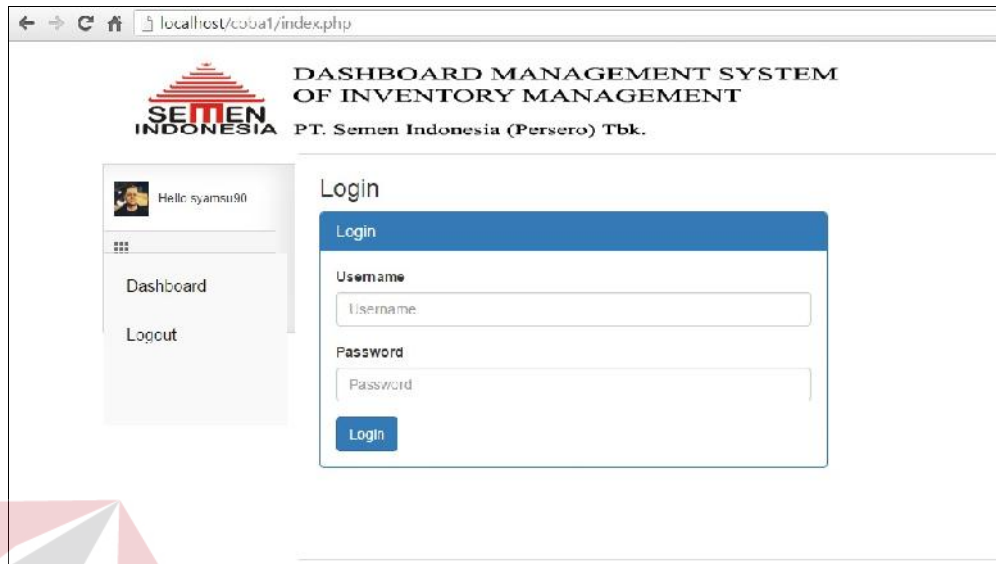 localhost/coba1/index.php
DASHBOARD MANAGEMENT SYSTEM
OF INVENTORY MANAGEMENT
SEMEN
INDONESIA
PT. Semen Indonesia (Persero) Tbk.
Hello syamsu90
Dashboard
Logout
Login
Login
Username
Username
Password
Password
Login